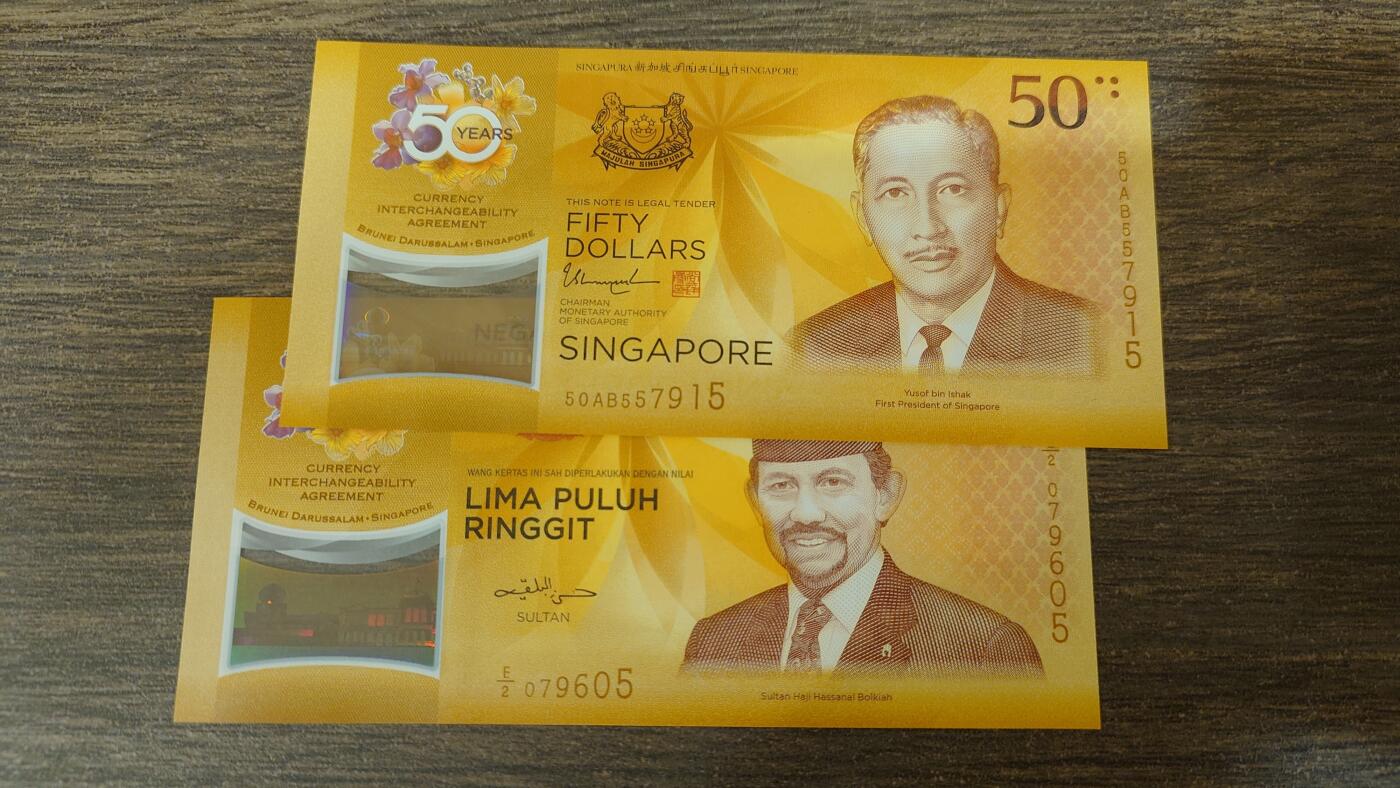 SINGAPURA 新加坡 சிங்கப்பூர் SINGAPORE
50
50 YEARS
MAJULAH SINGAPURA
CURRENCY
INTERCHANGEABILITY
AGREEMENT
BRUNEI DARUSSALAM • SINGAPORE
THIS NOTE IS LEGAL TENDER
FIFTY
DOLLARS
CHAIRMAN
MONETARY AUTHORITY
OF SINGAPORE
SINGAPORE
50AB557915
50AB557915
Yusof bin Ishak
First President of Singapore
NEGA
CURRENCY
INTERCHANGEABILITY
AGREEMENT
BRUNEI DARUSSALAM • SINGAPORE
WANG KERTAS INI SAH DIPERLAKUKAN DENGAN NILAI
LIMA PULUH
RINGGIT
SULTAN
E/2 079605
2 079605
Sultan Haji Hassanal Bolkiah